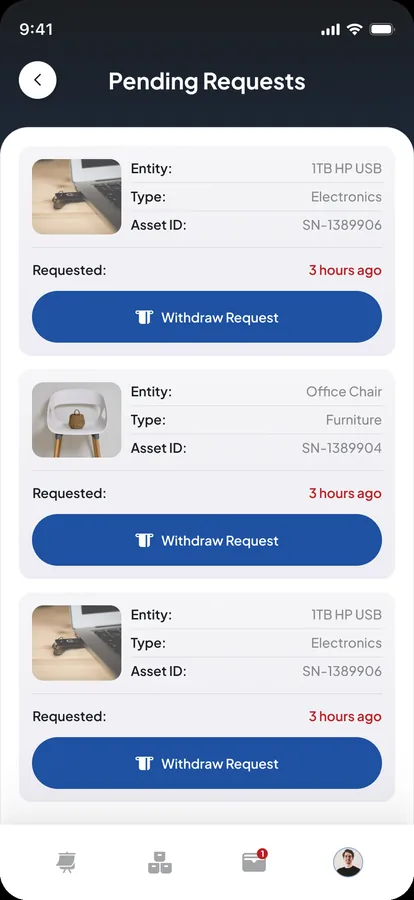 9:41
Pending Requests
Entity: 1TB HP USB
Type: Electronics
Asset ID: SN-1389906
Requested: 3 hours ago
Withdraw Request
Entity: Office Chair
Type: Furniture
Asset ID: SN-1389904
Requested: 3 hours ago
Withdraw Request
Entity: 1TB HP USB
Type: Electronics
Asset ID: SN-1389906
Requested: 3 hours ago
Withdraw Request
1